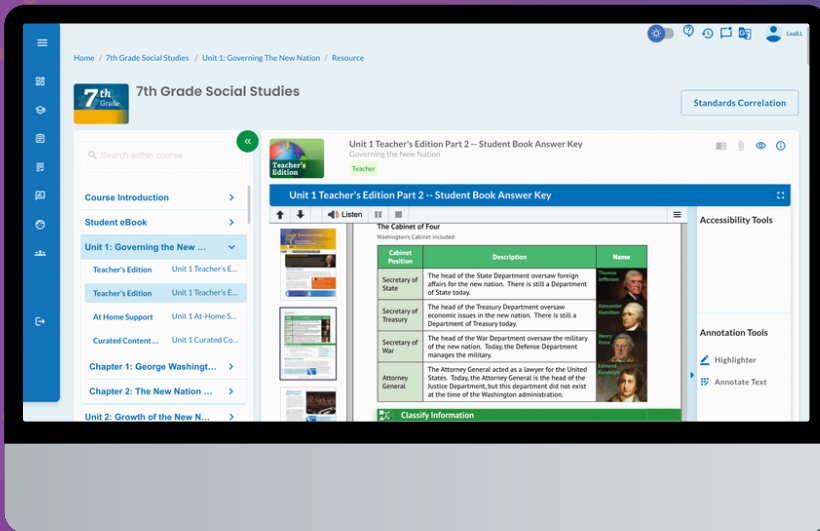 Home / 7th Grade Social Studies / Unit 1: Governing The New Nation / Resource
7th
Grade
7th Grade Social Studies
Standards Correlation
Search within course
Course Introduction
Student eBook
Unit 1: Governing the New ...
Teacher's Edition Unit 1 Teacher's E...
Teacher's Edition Unit 1 Teacher's E...
At Home Support Unit 1 At-Home S...
Curated Content ... Unit 1 Curated Co...
Chapter 1: George Washingt...
Chapter 2: The New Nation ...
Unit 2: Growth of the New N...
Teacher's
Edition
Unit 1 Teacher's Edition Part 2 -- Student Book Answer Key
Governing the New Nation
Teacher
Unit 1 Teacher's Edition Part 2 -- Student Book Answer Key
Listen
The Cabinet of Four
Washington's Cabinet included:
Cabinet
Position
Description
Name
Secretary of
State
The head of the State Department oversaw foreign
affairs for the new nation. There is still a Department
of State today.
Thomas
Jefferson
Secretary of
Treasury
The head of the Treasury Department oversaw
economic issues in the new nation. There is still a
Department of Treasury today.
Alexander
Hamilton
Secretary of
War
The head of the War Department oversaw the military
of the new nation. Today, the Defense Department
manages the military.
Henry
Knox
Attorney
General
The Attorney General acted as a lawyer for the United
States. Today, the Attorney General is the head of the
Justice Department, but this department did not exist
at the time of the Washington administration.
Edmund
Randolph
Classify Information
Accessibility Tools
Annotation Tools
Highlighter
Annotate Text